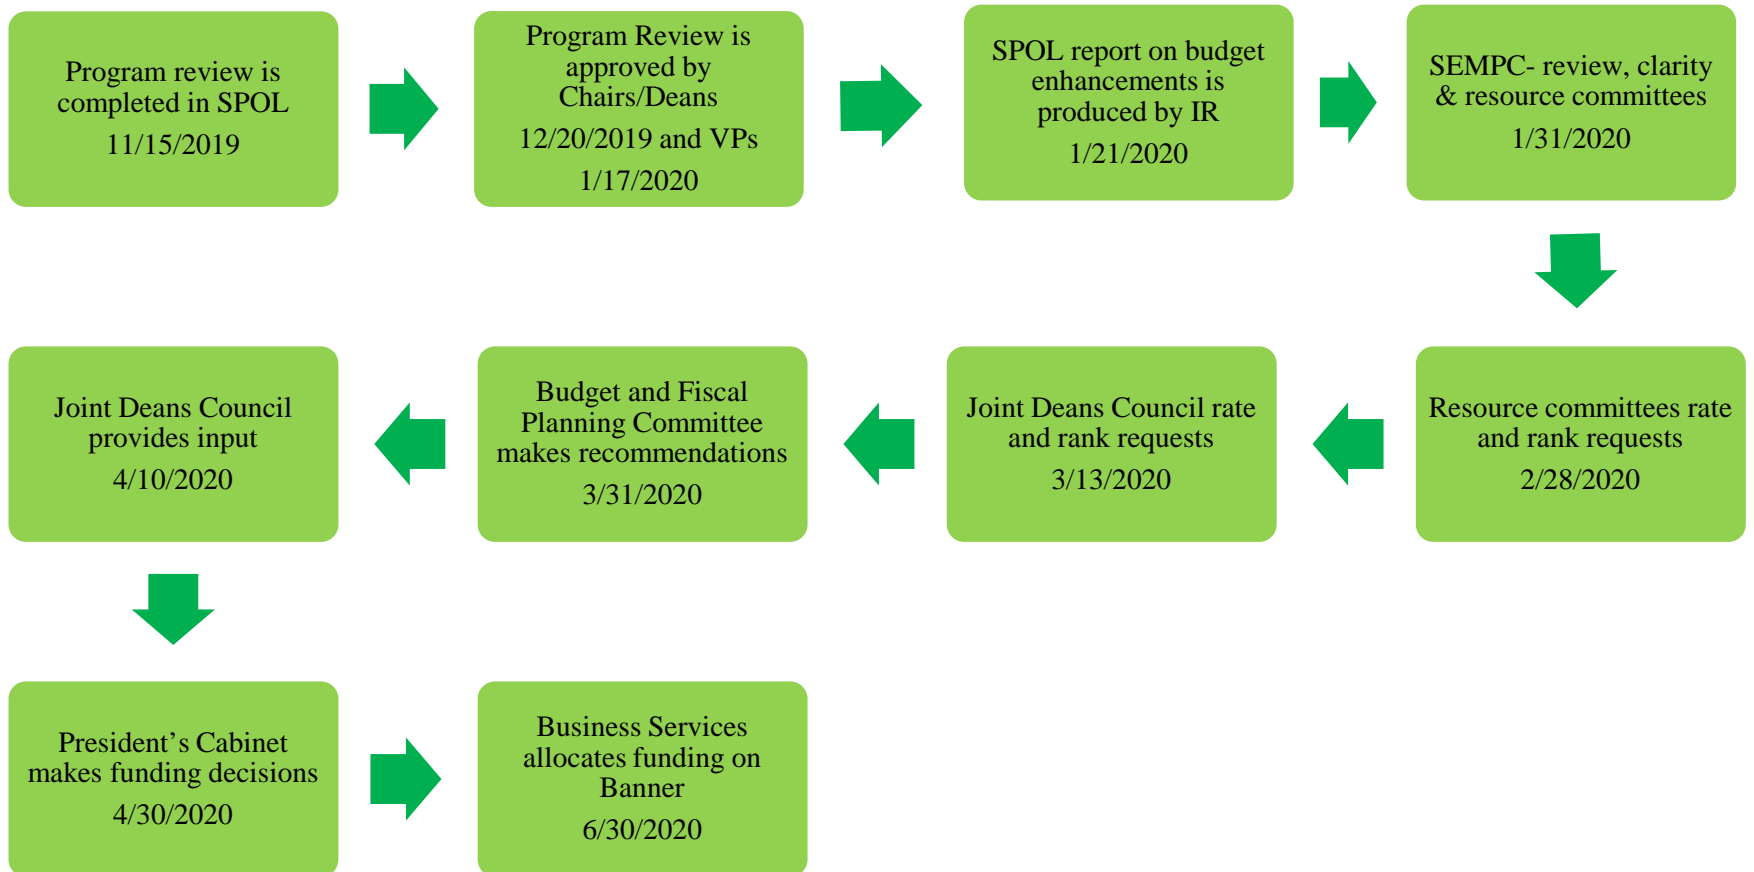 Program review is
completed in SPOL
11/15/2019
Program Review is
approved by
Chairs/Deans
12/20/2019 and VPs
1/17/2020
SPOL report on budget
enhancements is
produced by IR
1/21/2020
SEMPC- review, clarity
& resource committees
1/31/2020
Resource committees rate
and rank requests
2/28/2020
Joint Deans Council rate
and rank requests
3/13/2020
Budget and Fiscal
Planning Committee
makes recommendations
3/31/2020
Joint Deans Council
provides input
4/10/2020
President’s Cabinet
makes funding decisions
4/30/2020
Business Services
allocates funding on
Banner
6/30/2020